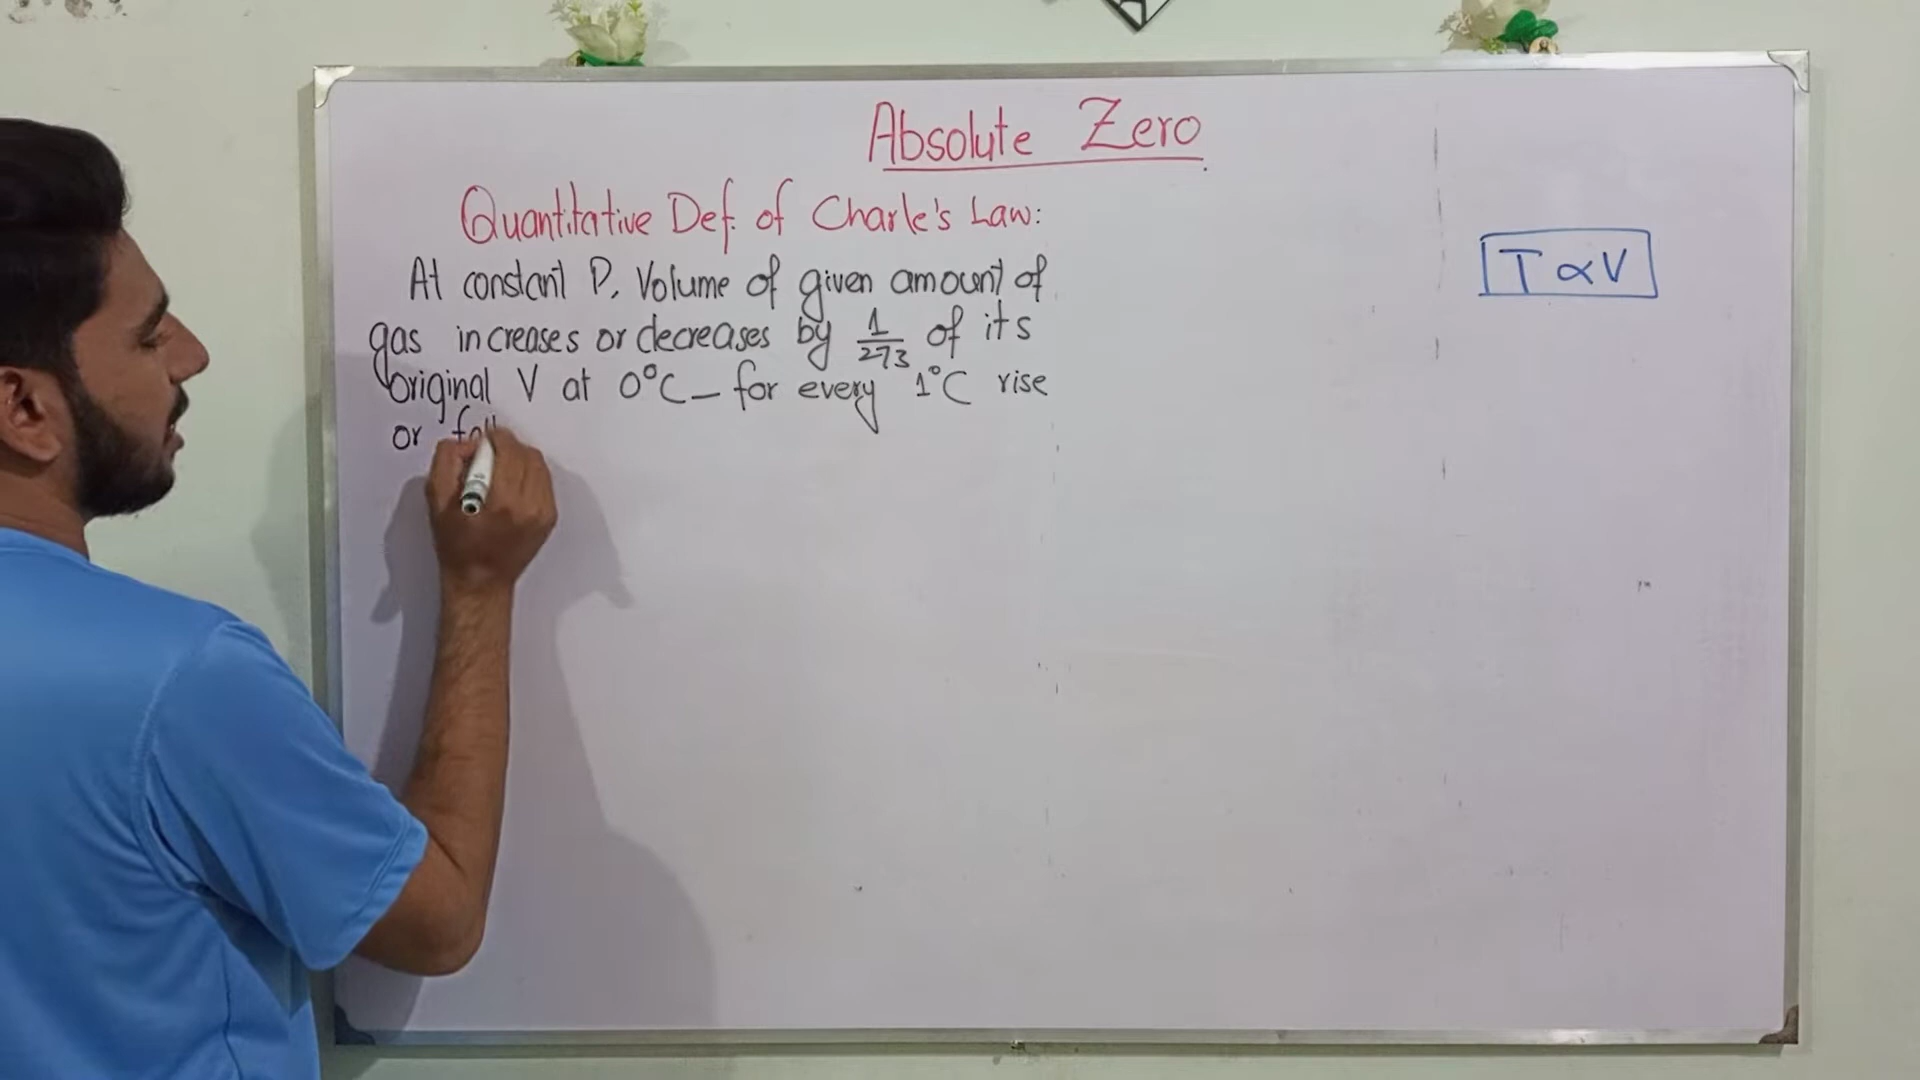 Absolute Zero
Quantitative Def. of Charle's Law:
T ∝ V
At constant P, Volume of given amount of
gas increases or decreases by 1/273 of its
original V at 0°C – for every 1°C rise
or fall